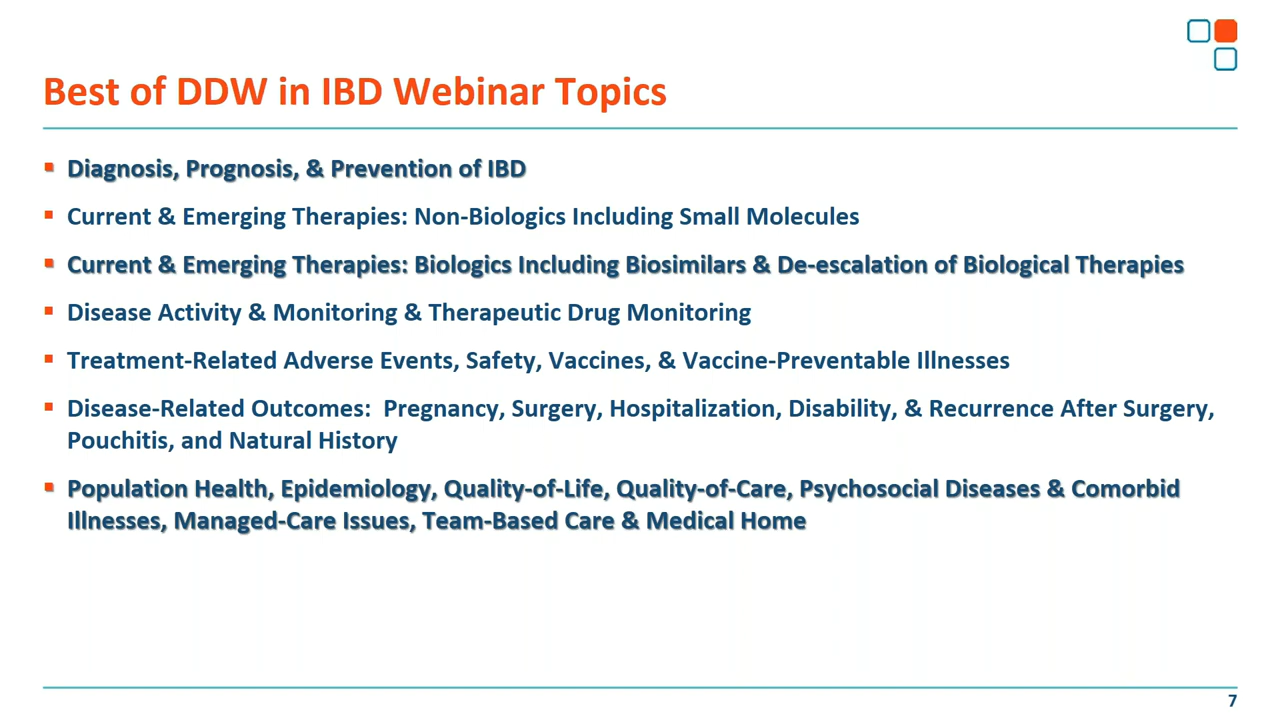 Best of DDW in IBD Webinar Topics
Diagnosis, Prognosis, & Prevention of IBD
Current & Emerging Therapies: Non-Biologics Including Small Molecules
Current & Emerging Therapies: Biologics Including Biosimilars & De-escalation of Biological Therapies
Disease Activity & Monitoring & Therapeutic Drug Monitoring
Treatment-Related Adverse Events, Safety, Vaccines, & Vaccine-Preventable Illnesses
Disease-Related Outcomes:  Pregnancy, Surgery, Hospitalization, Disability, & Recurrence After Surgery,
Pouchitis, and Natural History
Population Health, Epidemiology, Quality-of-Life, Quality-of-Care, Psychosocial Diseases & Comorbid
Illnesses, Managed-Care Issues, Team-Based Care & Medical Home
7